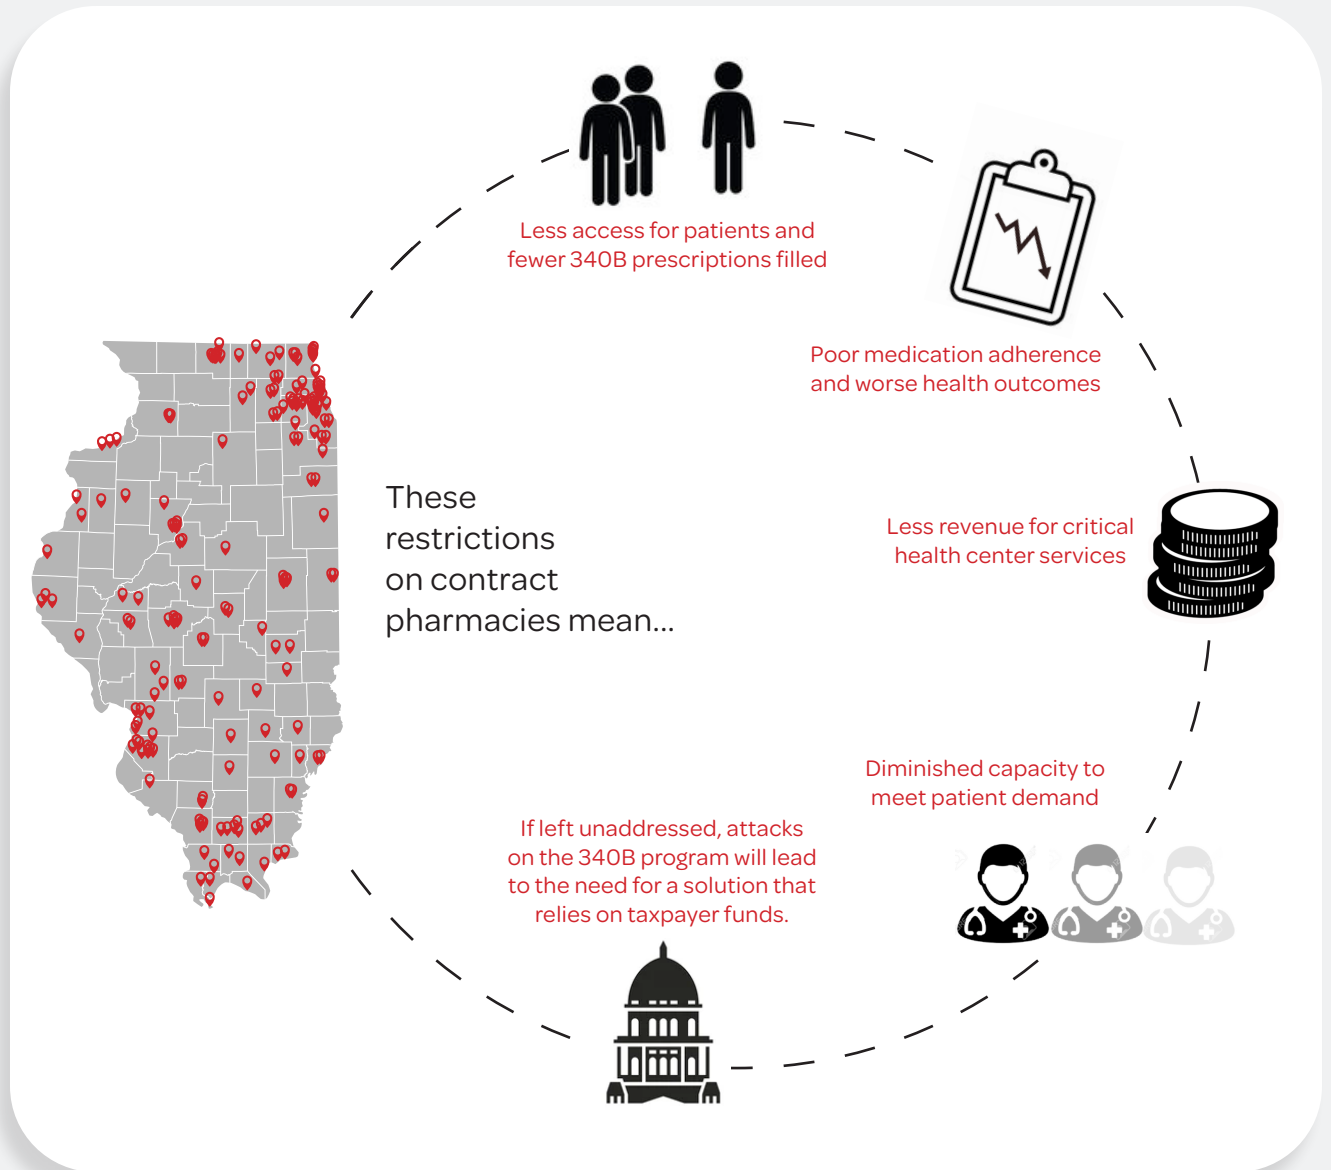 Less access for patients and
fewer 340B prescriptions filled
Poor medication adherence
and worse health outcomes
These
restrictions
on contract
pharmacies mean...
Less revenue for critical
health center services
Diminished capacity to
meet patient demand
If left unaddressed, attacks
on the 340B program will lead
to the need for a solution that
relies on taxpayer funds.